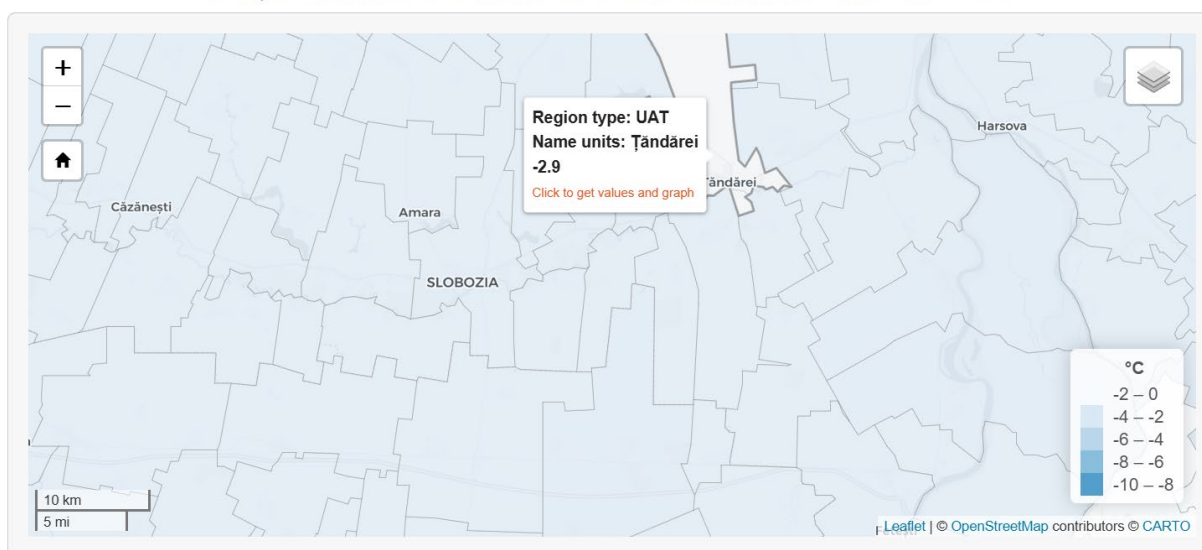 +
−
Region type: UAT
Name units: Țăndărei
-2.9
Click to get values and graph
Harsova
Căzănești
Amara
Țăndărei
SLOBOZIA
°C
-2 – 0
-4 – -2
-6 – -4
-8 – -6
-10 – -8
10 km
5 mi
Fetești
Leaflet | © OpenStreetMap contributors © CARTO